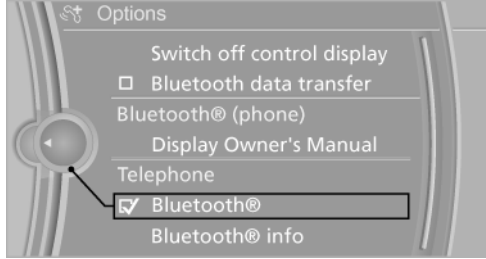 Options
Switch off control display
Bluetooth data transfer
Bluetooth® (phone)
Display Owner's Manual
Telephone
Bluetooth®
Bluetooth® info